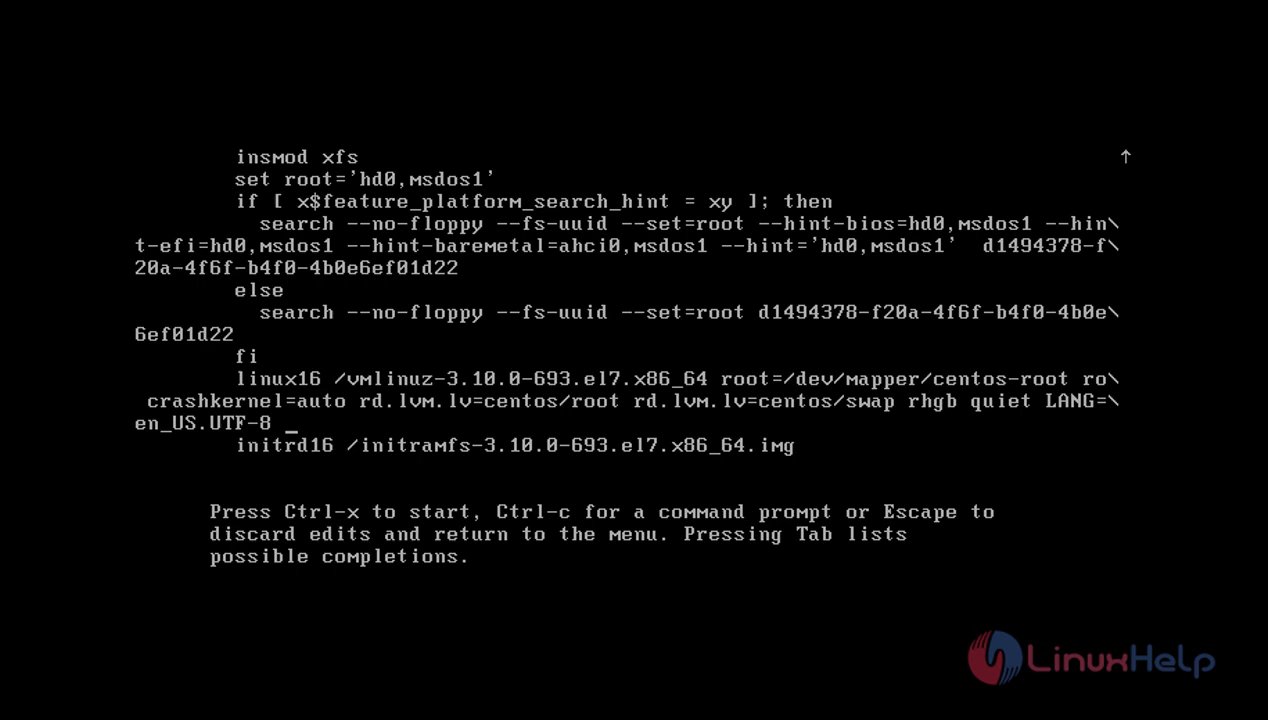 insmod xfs ↑
set root='hd0,msdos1'
if [ x$feature_platform_search_hint = xy ]; then
search --no-floppy --fs-uuid --set=root --hint-bios=hd0,msdos1 --hin\
t-efi=hd0,msdos1 --hint-baremetal=ahci0,msdos1 --hint='hd0,msdos1'  d1494378-f\
20a-4f6f-b4f0-4b0e6ef01d22
else
search --no-floppy --fs-uuid --set=root d1494378-f20a-4f6f-b4f0-4b0e\
6ef01d22
fi
linux16 /vmlinuz-3.10.0-693.el7.x86_64 root=/dev/mapper/centos-root ro\
crashkernel=auto rd.lvm.lv=centos/root rd.lvm.lv=centos/swap rhgb quiet LANG=\
en_US.UTF-8 _
initrd16 /initramfs-3.10.0-693.el7.x86_64.img
Press Ctrl-x to start, Ctrl-c for a command prompt or Escape to
discard edits and return to the menu. Pressing Tab lists
possible completions.
LinuxHelp